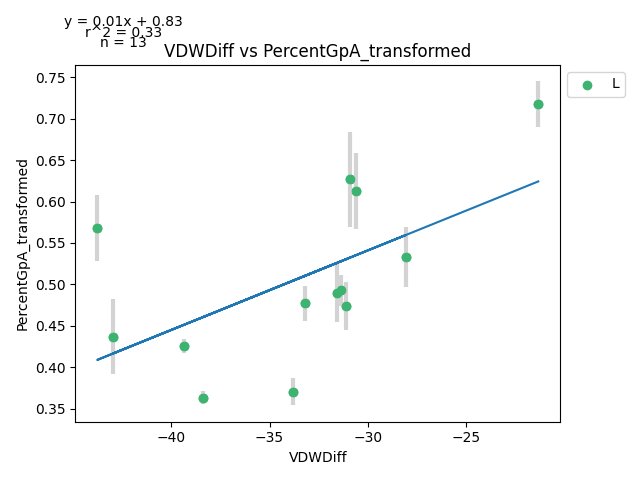 y = 0.01x + 0.83
r^2 = 0.33
n = 13
VDWDiff vs PercentGpA_transformed
L
PercentGpA_transformed
0.75
0.70
0.65
0.60
0.55
0.50
0.45
0.40
0.35
−40
−35
−30
−25
VDWDiff